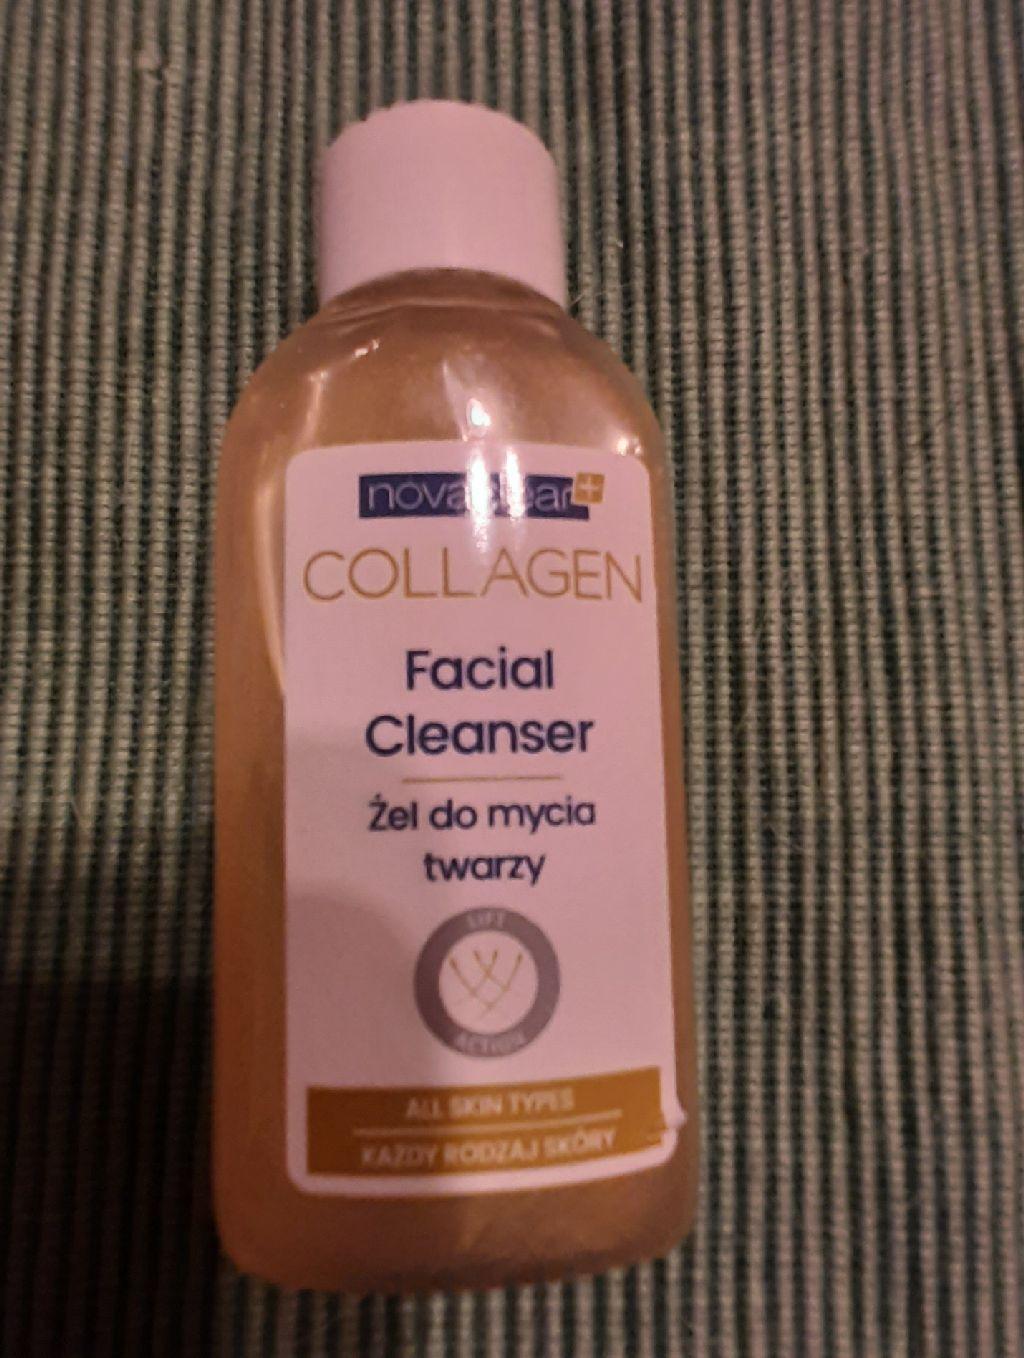 novaclear+
COLLAGEN
Facial
Cleanser
Żel do mycia
twarzy
LIFT
ACTION
ALL SKIN TYPES
KAŻDY RODZAJ SKÓRY